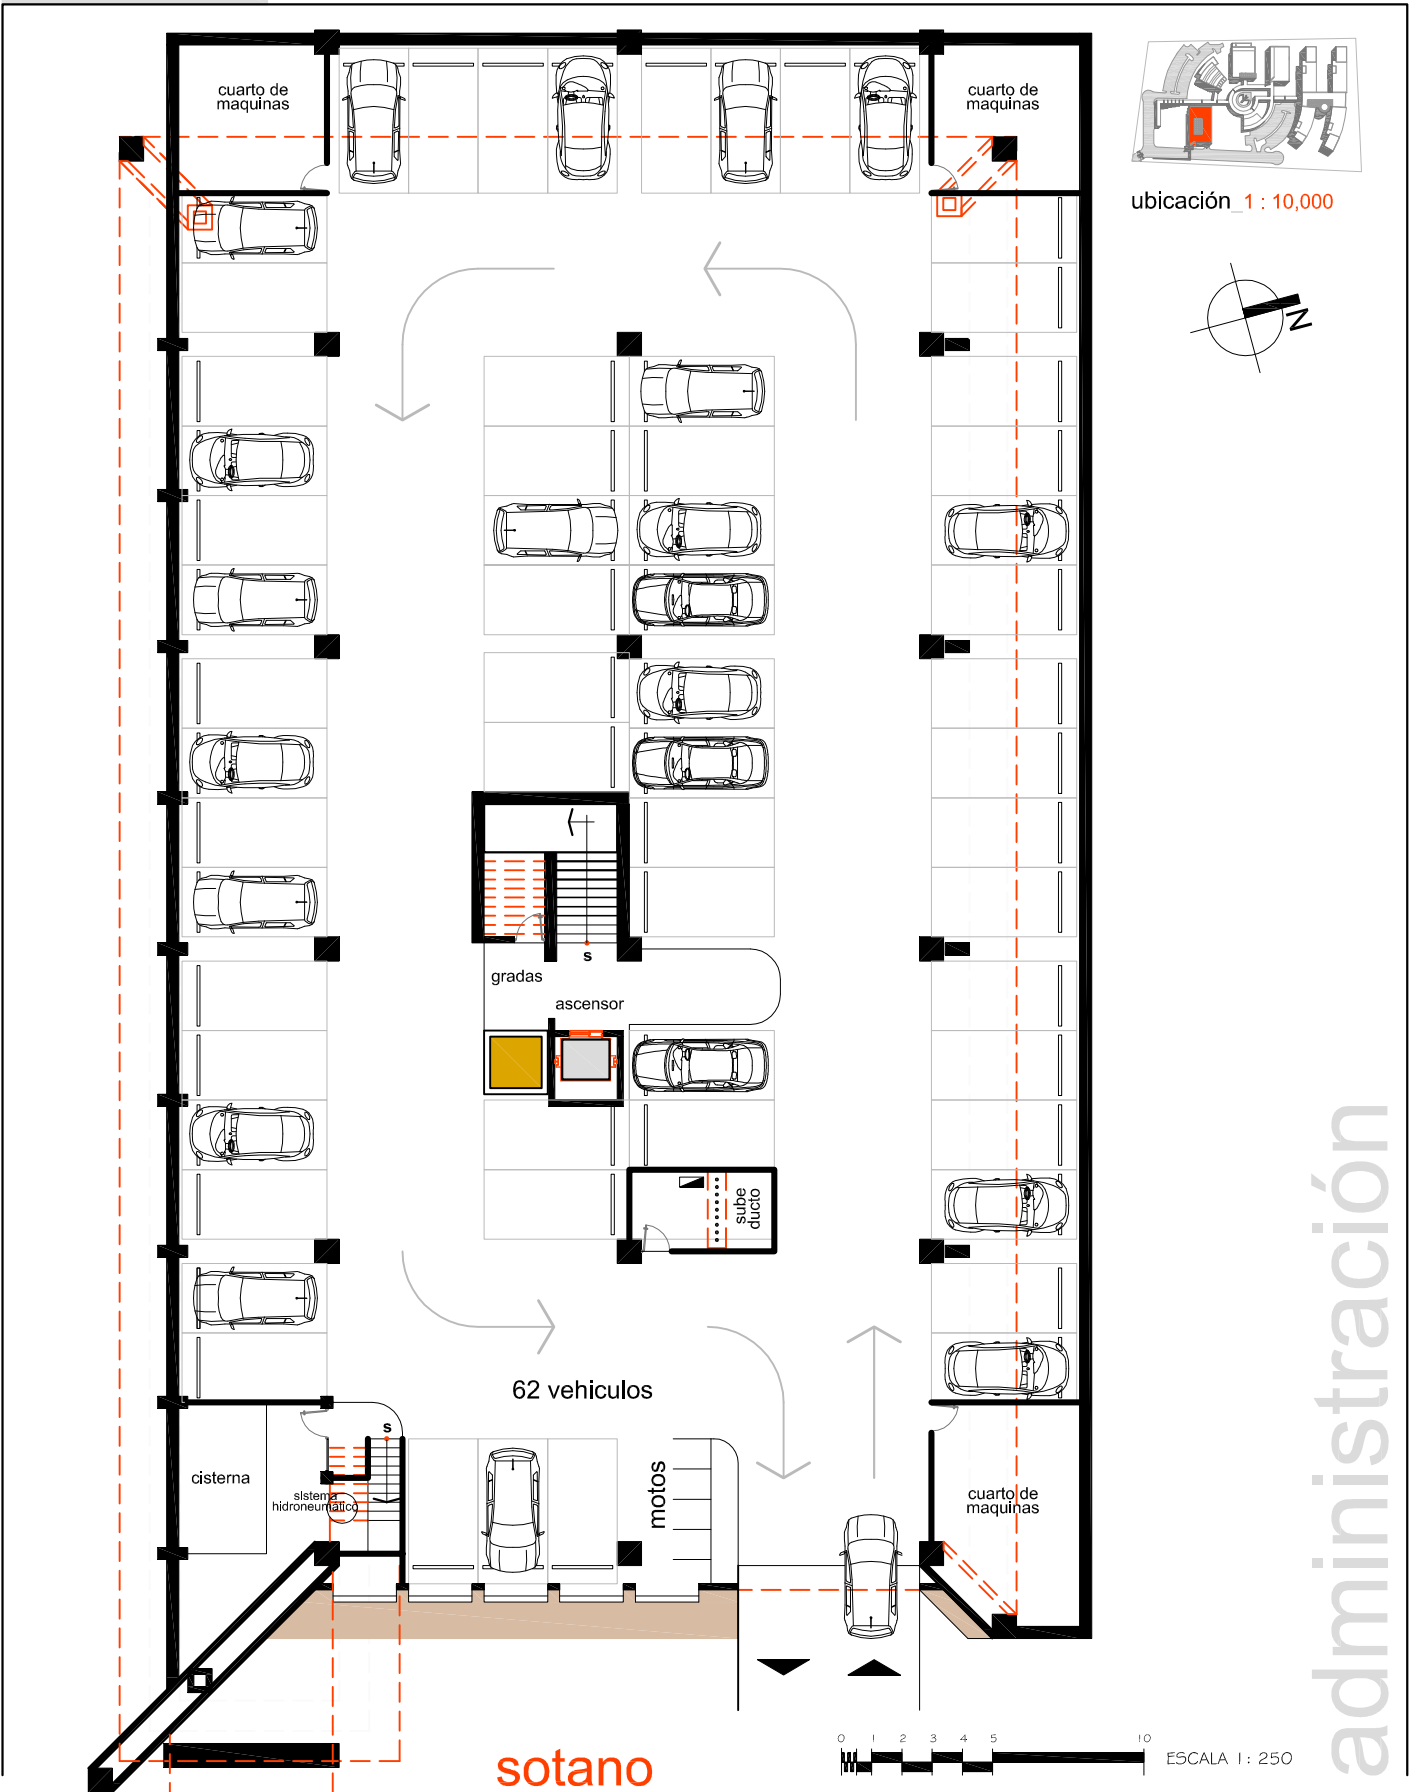 cuarto de
maquinas
cuarto de
maquinas
ubicación_1 : 10,000
N
s
gradas
ascensor
sube
ducto
62 vehiculos
s
cisterna
sistema
hidroneumatico
motos
cuarto de
maquinas
administración
sotano
0 1 2 3 4 5 10
ESCALA 1: 250